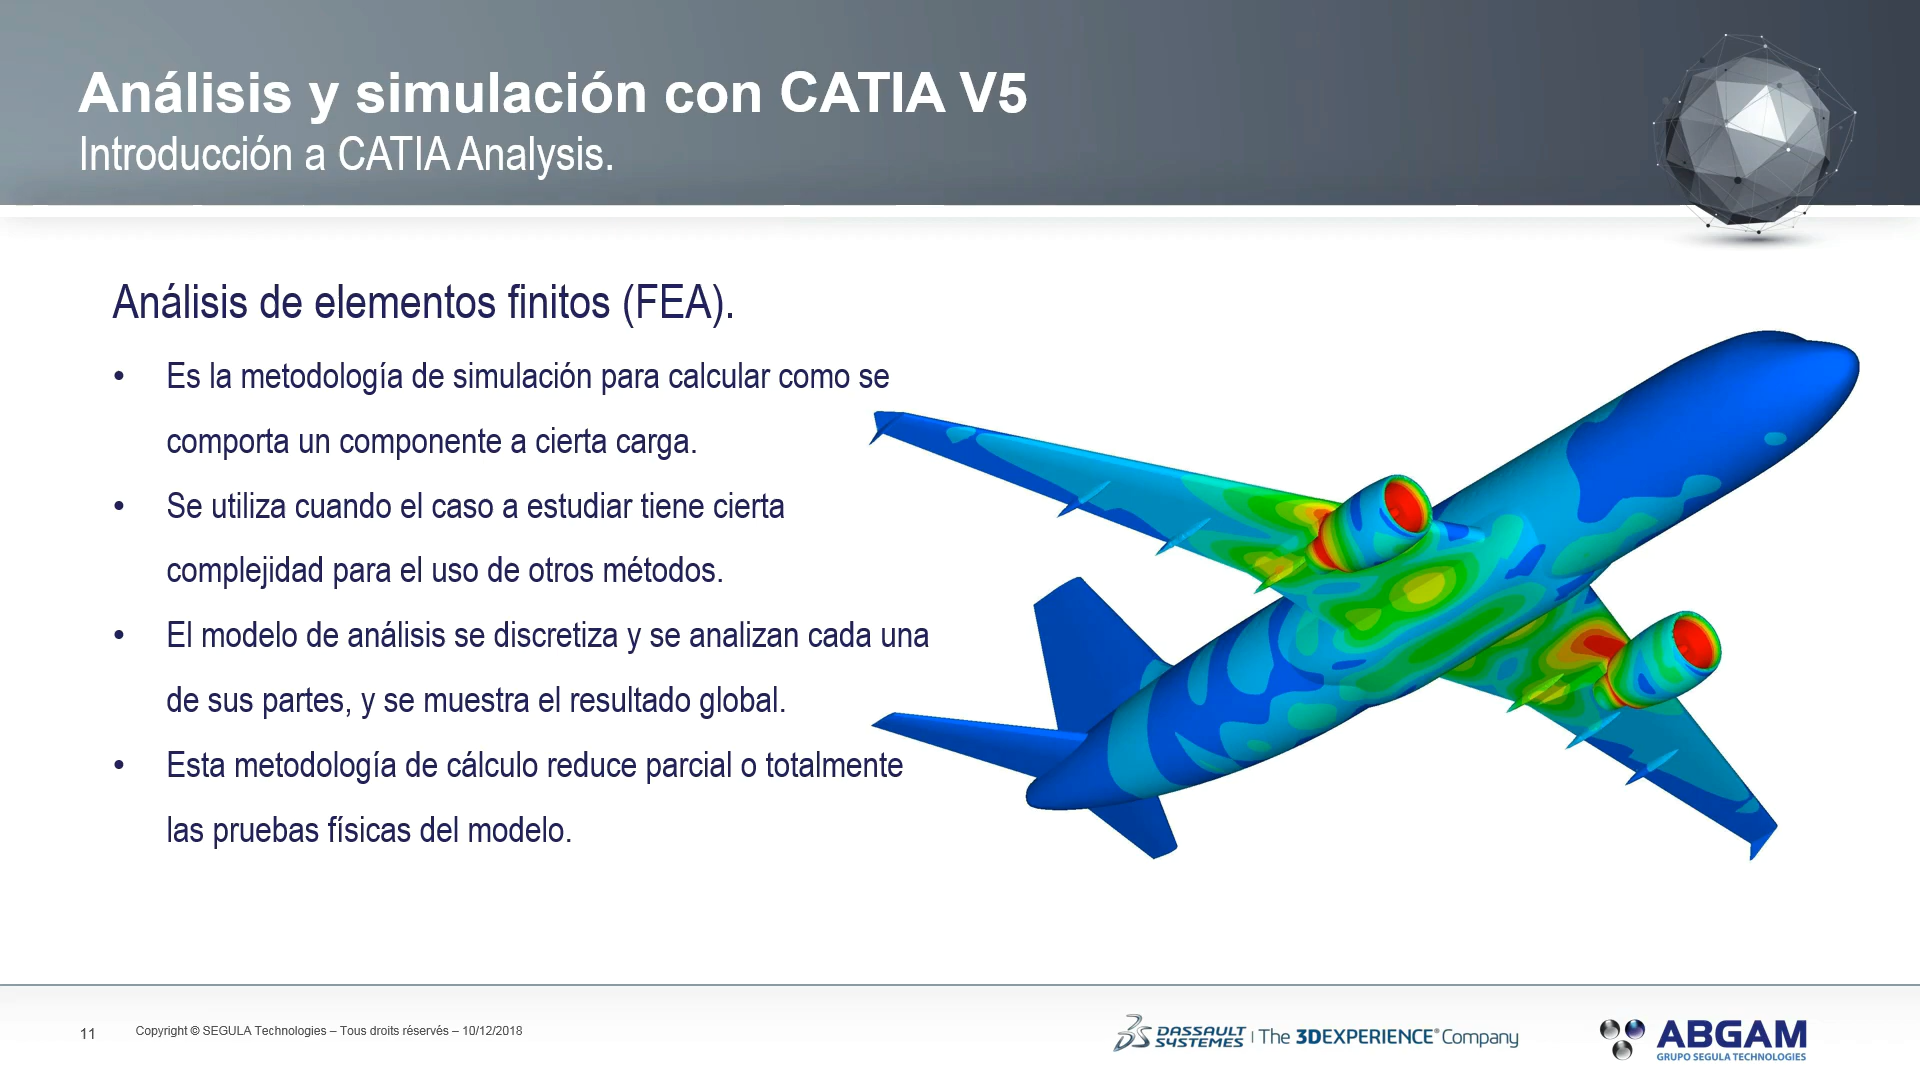 Análisis y simulación con CATIA V5
Introducción a CATIA Analysis.
Análisis de elementos finitos (FEA).
• Es la metodología de simulación para calcular como se
comporta un componente a cierta carga.
• Se utiliza cuando el caso a estudiar tiene cierta
complejidad para el uso de otros métodos.
• El modelo de análisis se discretiza y se analizan cada una
de sus partes, y se muestra el resultado global.
• Esta metodología de cálculo reduce parcial o totalmente
las pruebas físicas del modelo.
11
Copyright © SEGULA Technologies – Tous droits réservés – 10/12/2018
DASSAULT SYSTEMES | The 3DEXPERIENCE® Company
ABGAM
GRUPO SEGULA TECHNOLOGIES